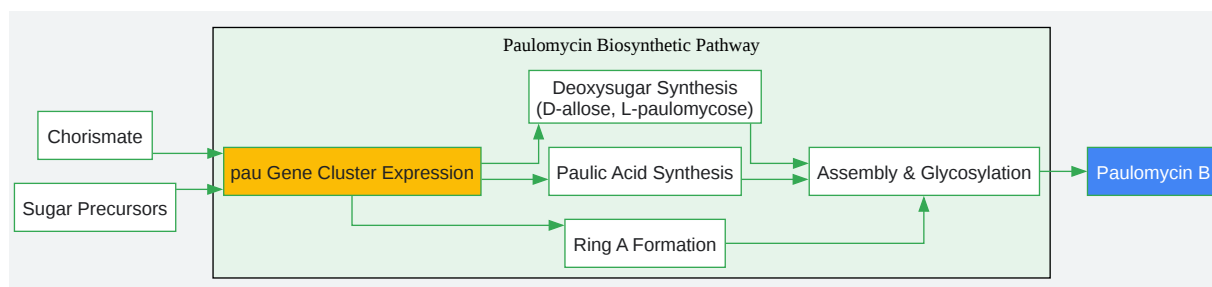 Paulomycin Biosynthetic Pathway
Deoxysugar Synthesis
(D-allose, L-paulomycose)
Chorismate
pau Gene Cluster Expression
Paulic Acid Synthesis
Assembly & Glycosylation
Paulomycin B
Sugar Precursors
Ring A Formation